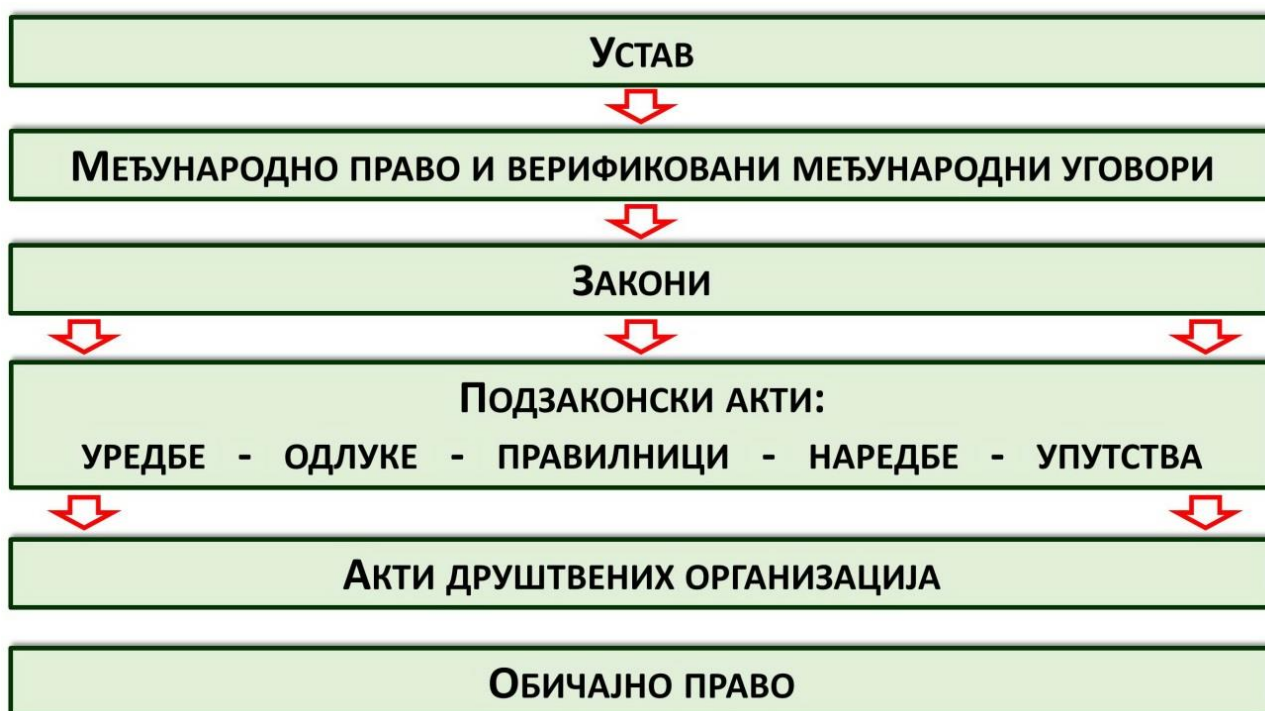 Устав
Међународно право и верификовани међународни уговори
Закони
Подзаконски акти:
уредбе - одлуке - правилници - наредбе - упутства
Акти друштвених организација
Обичајно право